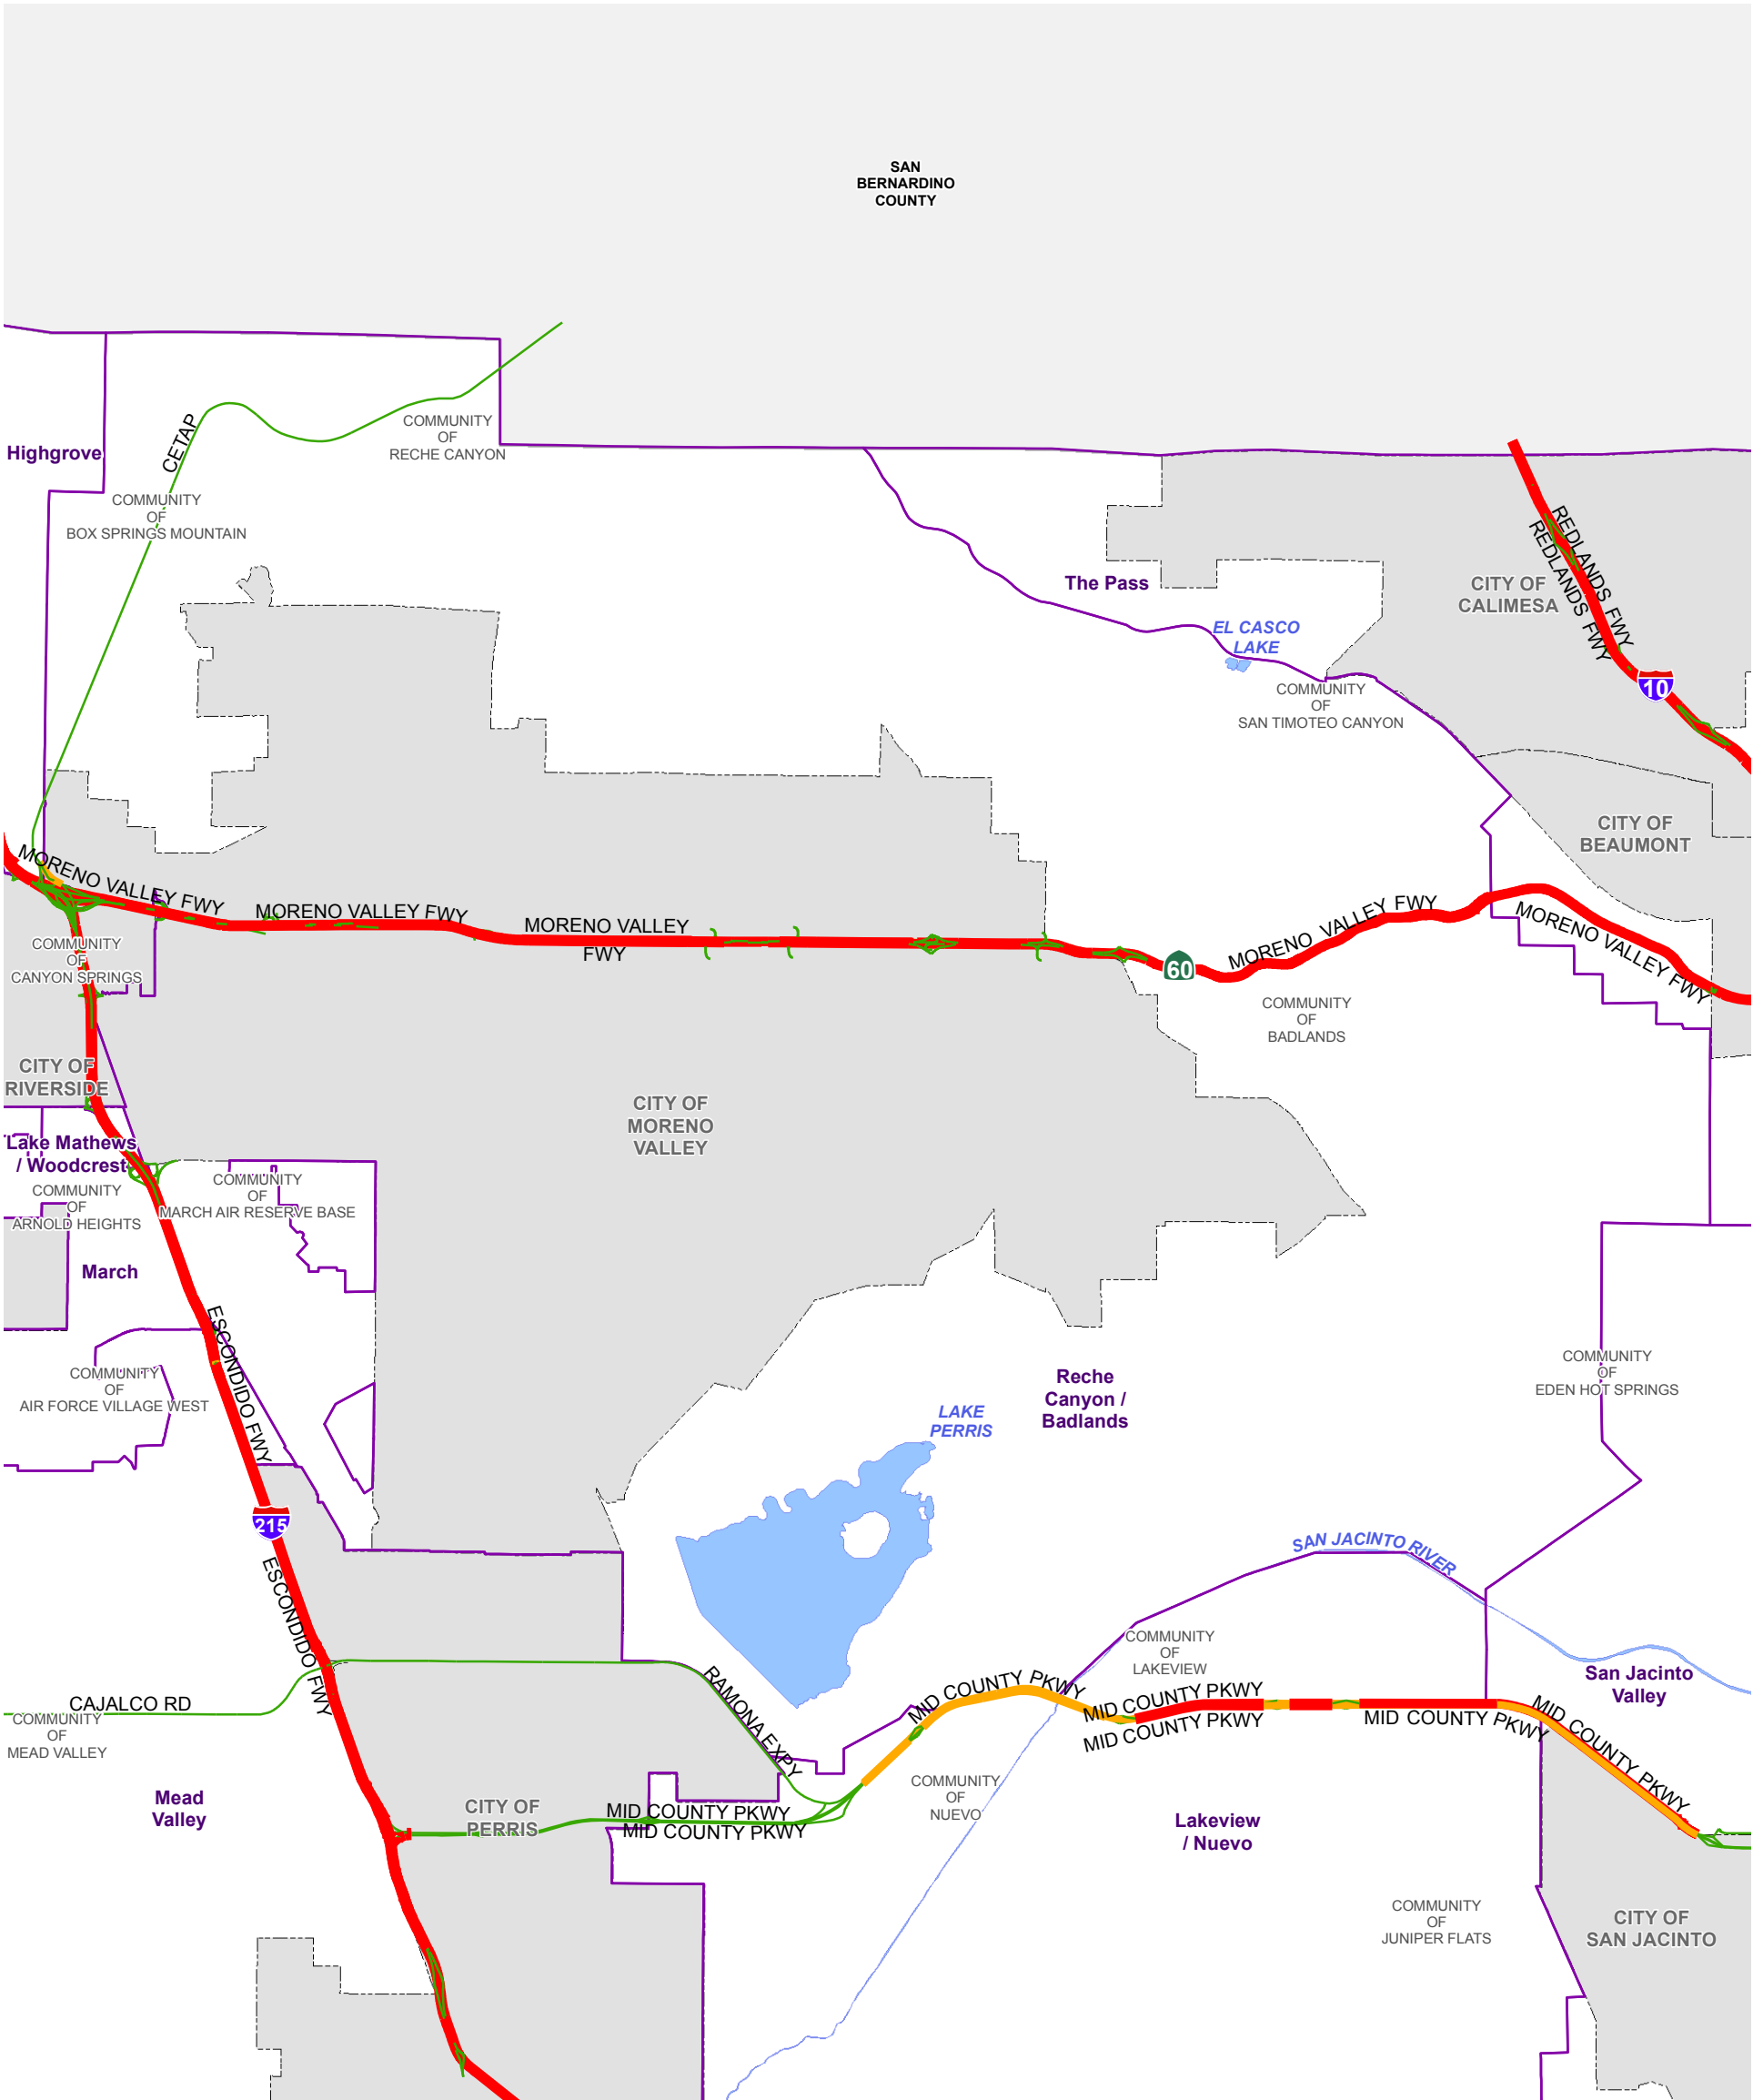 SAN
BERNARDINO
COUNTY
CETAP
COMMUNITY
OF
RECHE CANYON
Highgrove
COMMUNITY
OF
BOX SPRINGS MOUNTAIN
REDLANDS FWY
REDLANDS FWY
The Pass
CITY OF
CALIMESA
EL CASCO
LAKE
10
COMMUNITY
OF
SAN TIMOTEO CANYON
CITY OF
BEAUMONT
MORENO VALLEY FWY
MORENO VALLEY FWY
MORENO VALLEY
FWY
MORENO VALLEY FWY
MORENO VALLEY FWY
60
COMMUNITY
OF
CANYON SPRINGS
COMMUNITY
OF
BADLANDS
CITY OF
RIVERSIDE
CITY OF
MORENO
VALLEY
Lake Mathews
/ Woodcrest
COMMUNITY
OF
ARNOLD HEIGHTS
COMMUNITY
OF
MARCH AIR RESERVE BASE
March
ESCONDIDO FWY
COMMUNITY
OF
AIR FORCE VILLAGE WEST
Reche
Canyon /
Badlands
COMMUNITY
OF
EDEN HOT SPRINGS
LAKE
PERRIS
215
SAN JACINTO RIVER
ESCONDIDO FWY
COMMUNITY
OF
LAKEVIEW
San Jacinto
Valley
RAMONA EXPY
MID COUNTY PKWY
MID COUNTY PKWY
MID COUNTY PKWY
MID COUNTY PKWY
MID COUNTY PKWY
CAJALCO RD
COMMUNITY
OF
MEAD VALLEY
COMMUNITY
OF
NUEVO
Mead
Valley
CITY OF
PERRIS
MID COUNTY PKWY
MID COUNTY PKWY
Lakeview
/ Nuevo
COMMUNITY
OF
JUNIPER FLATS
CITY OF
SAN JACINTO